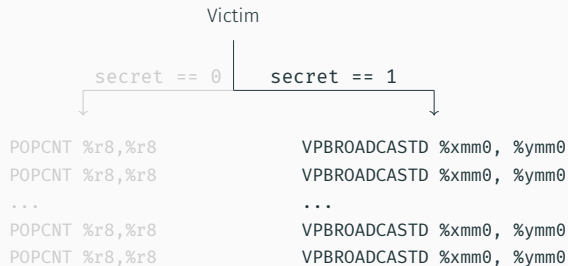 Victim
secret == 0 secret == 1
POPCNT %r8,%r8 VPBROADCASTD %xmm0, %ymm0
POPCNT %r8,%r8 VPBROADCASTD %xmm0, %ymm0
... ...
POPCNT %r8,%r8 VPBROADCASTD %xmm0, %ymm0
POPCNT %r8,%r8 VPBROADCASTD %xmm0, %ymm0